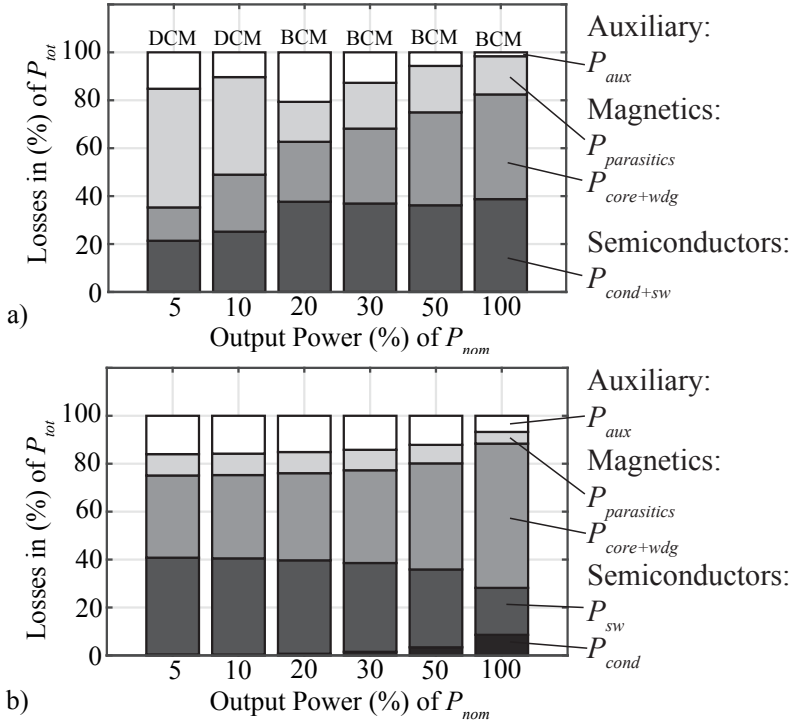 DCM DCM BCM BCM BCM BCM
100
80
60
40
20
0
Losses in (%) of P_tot
5 10 20 30 50 100
Output Power (%) of P_nom
a)
Auxiliary:
P_aux
Magnetics:
P_parasitics
P_core+wdg
Semiconductors:
P_cond+sw
100
80
60
40
20
0
Losses in (%) of P_tot
5 10 20 30 50 100
Output Power (%) of P_nom
b)
Auxiliary:
P_aux
Magnetics:
P_parasitics
P_core+wdg
Semiconductors:
P_sw
P_cond